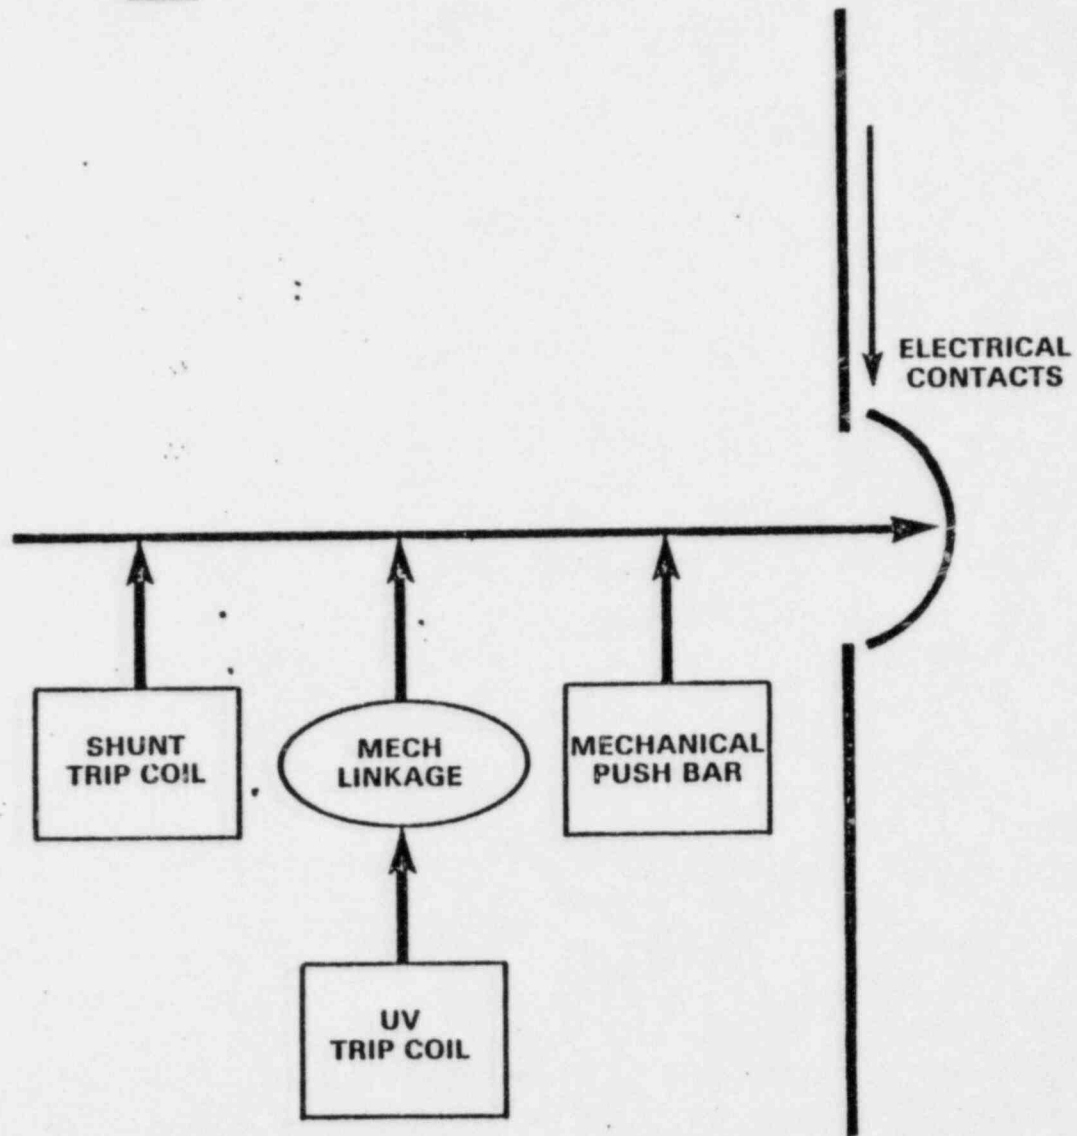 ELECTRICAL
CONTACTS
SHUNT
TRIP COIL
MECH
LINKAGE
MECHANICAL
PUSH BAR
UV
TRIP COIL